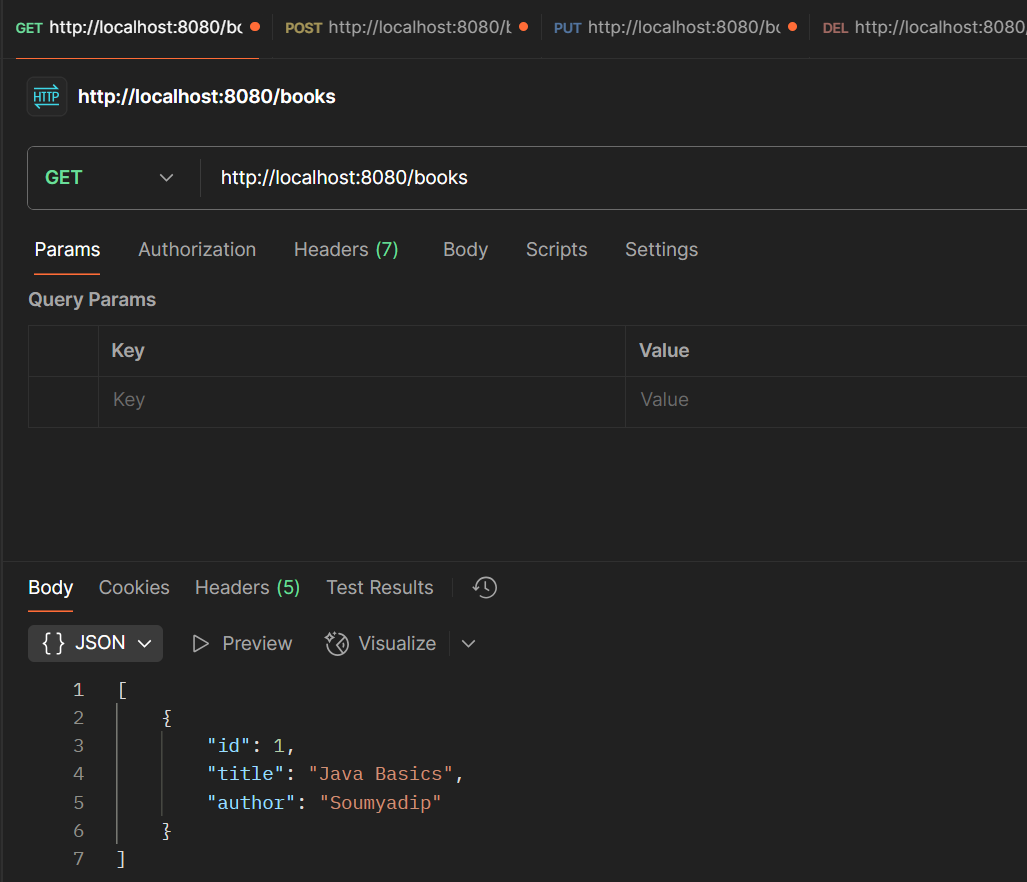 GET http://localhost:8080/bc POST http://localhost:8080/b PUT http://localhost:8080/bc DEL http://localhost:8080/
HTTP http://localhost:8080/books
GET http://localhost:8080/books
Params Authorization Headers (7) Body Scripts Settings
Query Params
Key Value
Key Value
Body Cookies Headers (5) Test Results
{ } JSON Preview Visualize
1 [
2 {
3 "id": 1,
4 "title": "Java Basics",
5 "author": "Soumyadip"
6 }
7 ]